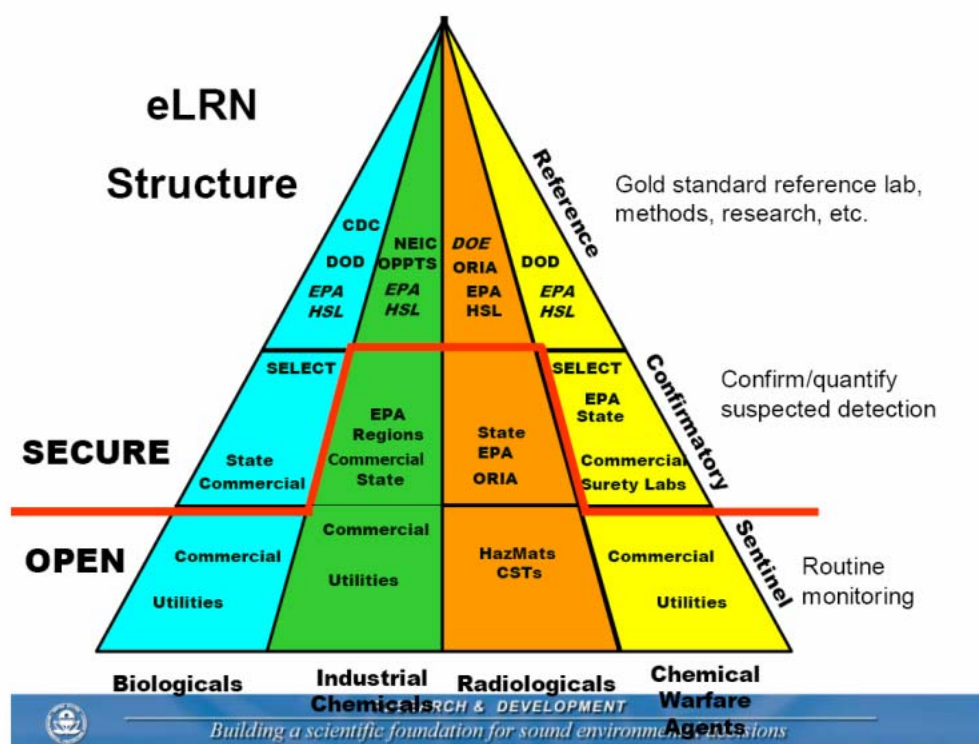 eLRN
Structure
Reference
Gold standard reference lab,
methods, research, etc.
CDC
DOD
EPA
HSL
NEIC
OPPTS
EPA
HSL
DOE
ORIA
EPA
HSL
DOD
EPA
HSL
Confirmatory
Confirm/quantify
suspected detection
SECURE
SELECT
State
Commercial
EPA
Regions
Commercial
State
State
EPA
ORIA
SELECT
EPA
State
Commercial
Surety Labs
OPEN
Sentinel
Routine
monitoring
Commercial
Utilities
Commercial
Utilities
HazMats
CSTs
Commercial
Utilities
Biologicals
Industrial
Chemicals
Radiologicals
Chemical
Warfare
Agents
& DEVELOPMENT
Building a scientific foundation for sound